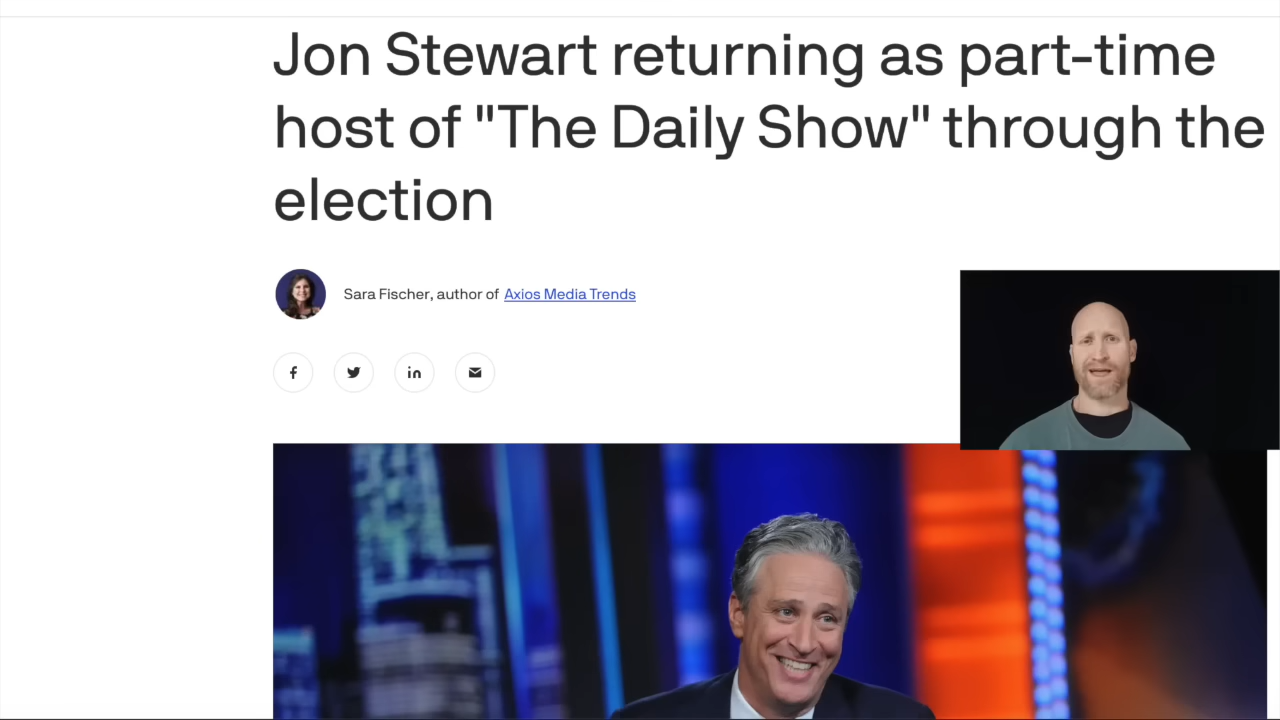 Jon Stewart returning as part-time
host of "The Daily Show" through the
election
Sara Fischer, author of Axios Media Trends